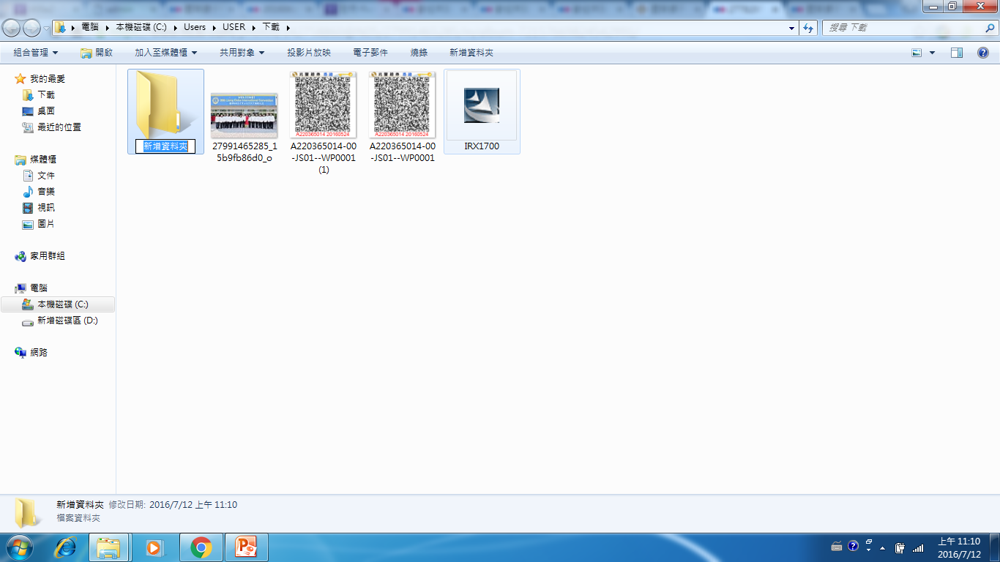 電腦 本機磁碟 (C:) Users USER 下載
搜尋 下載
組合管理 開啟 加入至媒體櫃 共用對象 投影片放映 電子郵件 燒錄 新增資料夾
我的最愛
下載
桌面
最近的位置
媒體櫃
文件
音樂
視訊
圖片
家用群組
電腦
本機磁碟 (C:)
新增磁碟區 (D:)
網路
新增資料夾
27991465285_1
5b9fb86d0_o
A220365014 20160524
A220365014-00
-JS01--WP0001
(1)
A220365014 20160524
A220365014-00
-JS01--WP0001
IRX1700
新增資料夾 修改日期: 2016/7/12 上午 11:10
檔案資料夾
上午 11:10
2016/7/12